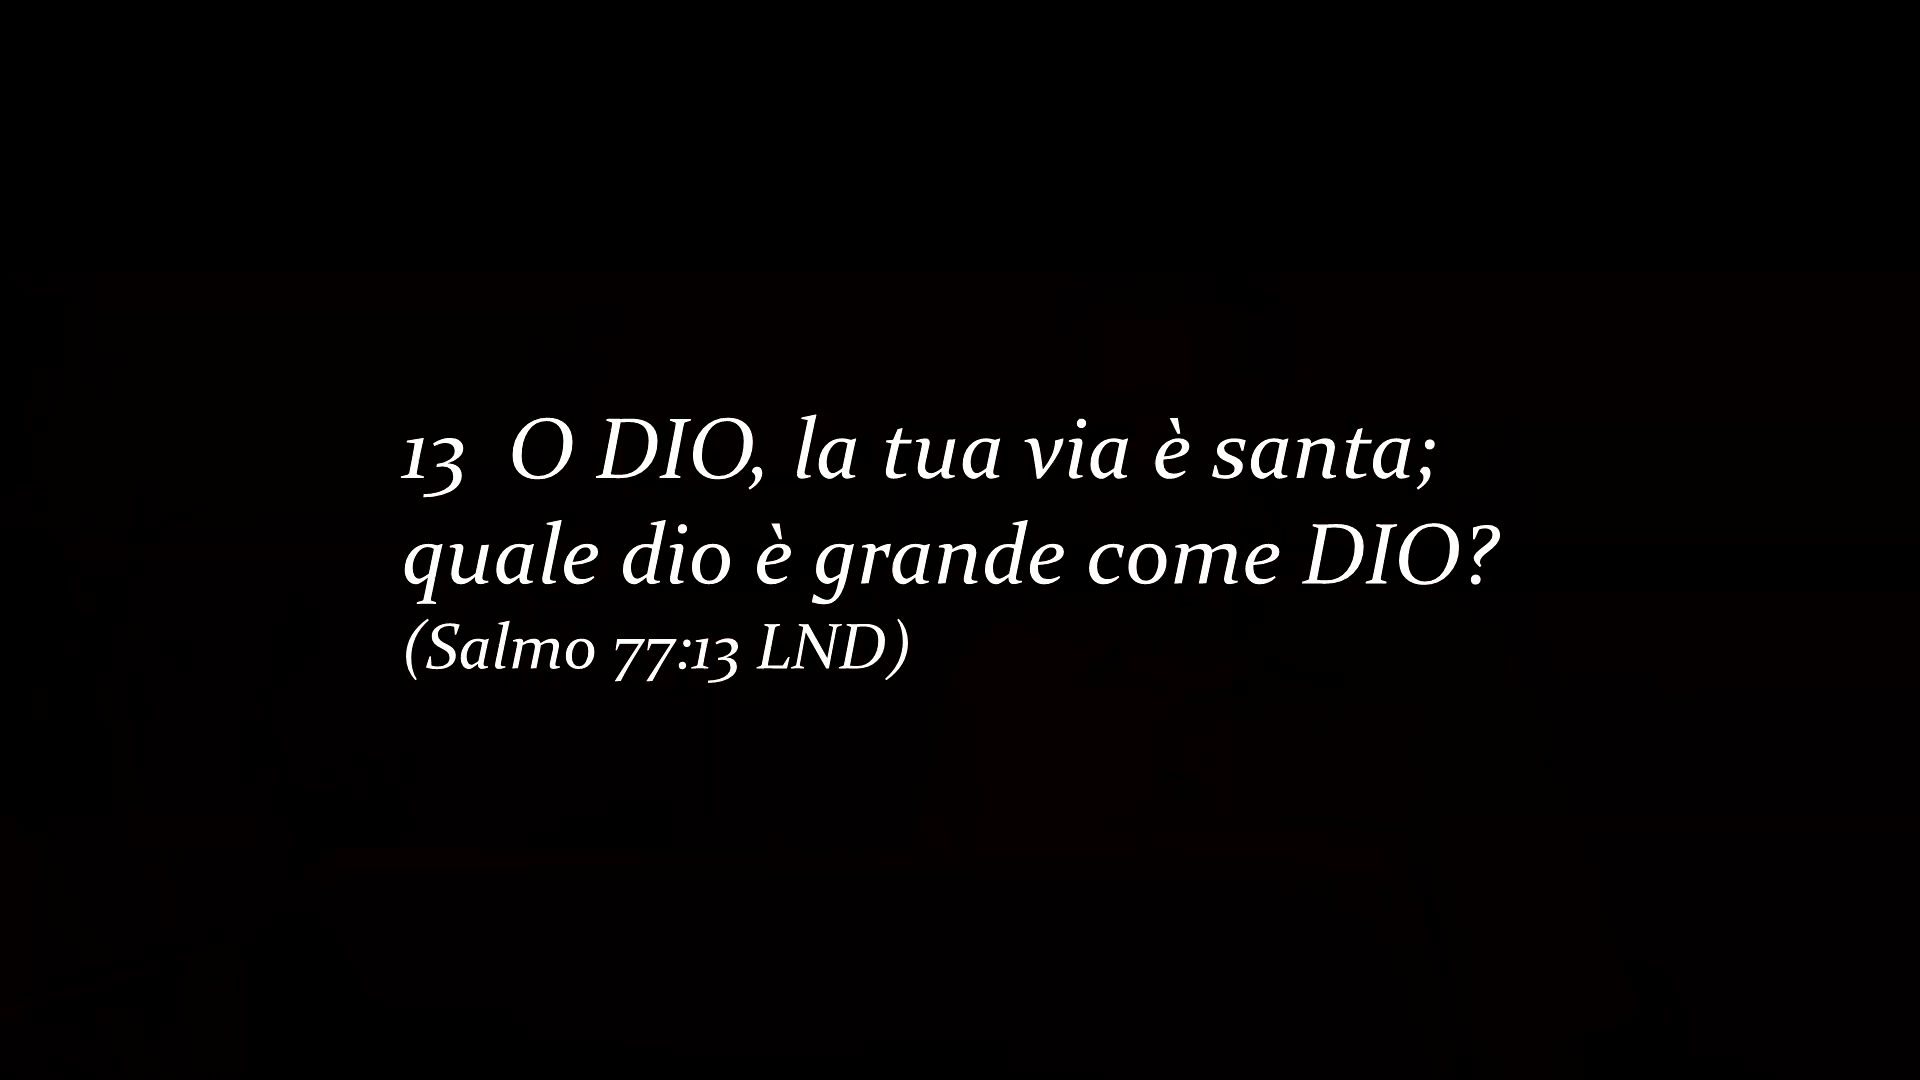 13  O DIO, la tua via è santa;
quale dio è grande come DIO?
(Salmo 77:13 LND)